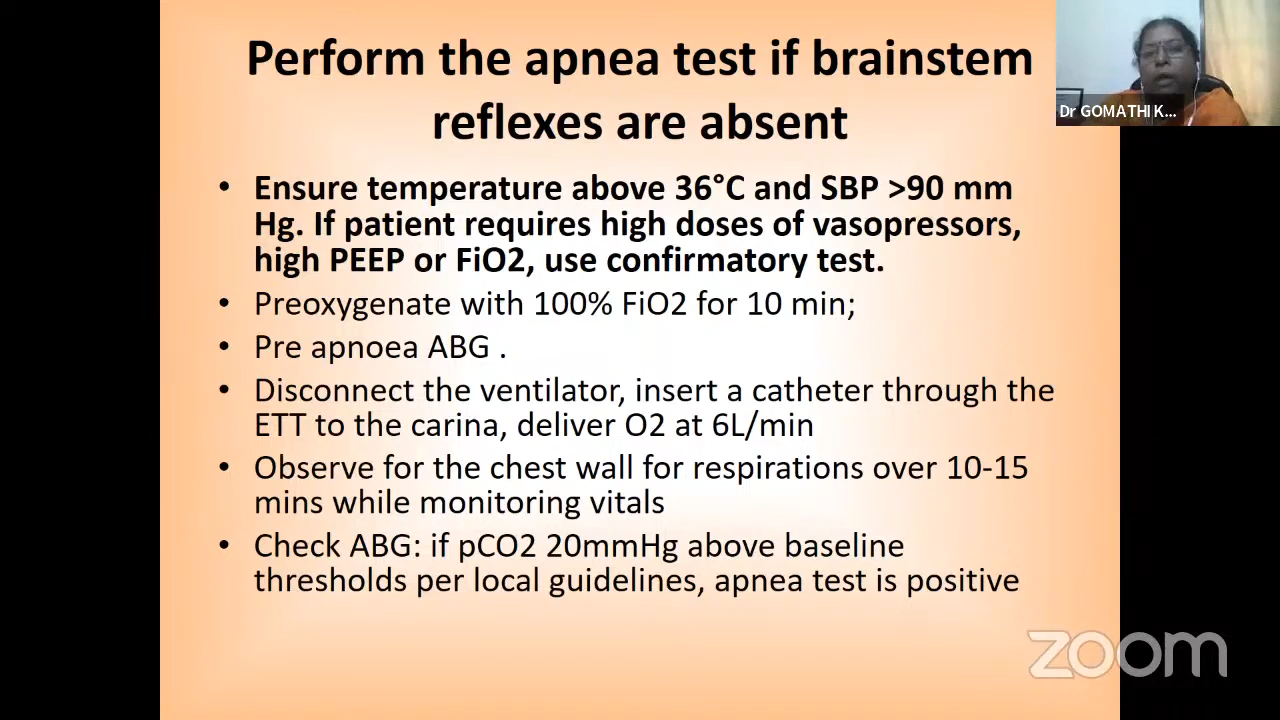 Perform the apnea test if brainstem
reflexes are absent
Dr GOMATHI K...
• Ensure temperature above 36°C and SBP >90 mm
Hg. If patient requires high doses of vasopressors,
high PEEP or FiO2, use confirmatory test.
• Preoxygenate with 100% FiO2 for 10 min;
• Pre apnoea ABG .
• Disconnect the ventilator, insert a catheter through the
ETT to the carina, deliver O2 at 6L/min
• Observe for the chest wall for respirations over 10-15
mins while monitoring vitals
• Check ABG: if pCO2 20mmHg above baseline
thresholds per local guidelines, apnea test is positive
zoom